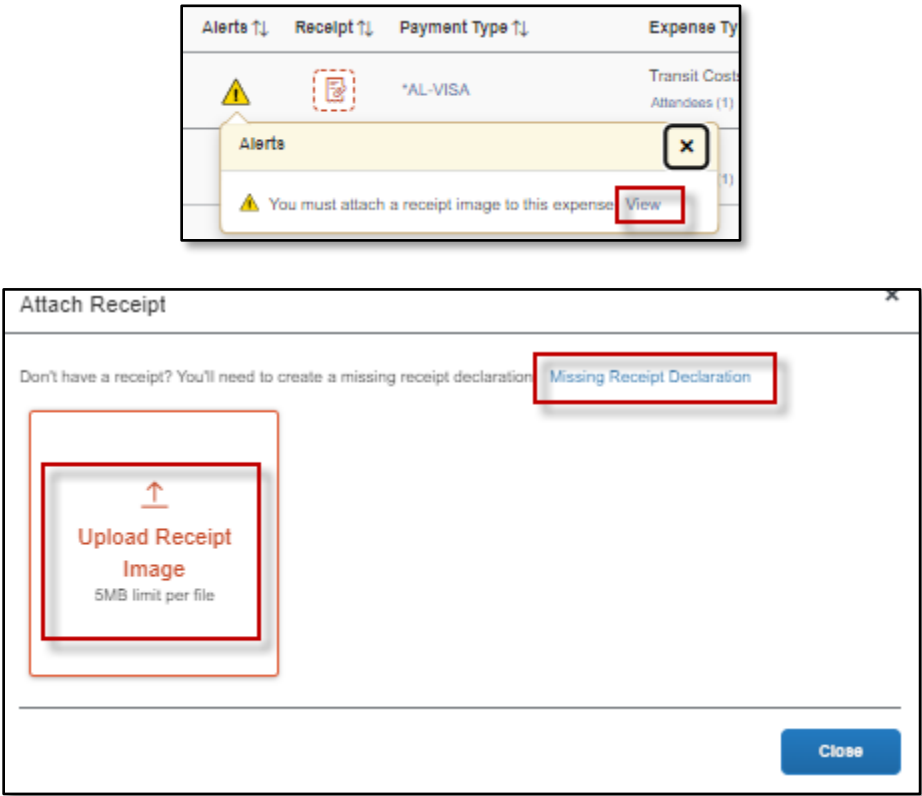 Alerts ↑↓ Receipt ↑↓ Payment Type ↑↓ Expense Ty
*AL-VISA Transit Costs
Attendees (1)
Alerts
You must attach a receipt image to this expense View
(1)
Attach Receipt
Don't have a receipt? You'll need to create a missing receipt declaration Missing Receipt Declaration
Upload Receipt
Image
5MB limit per file
Close